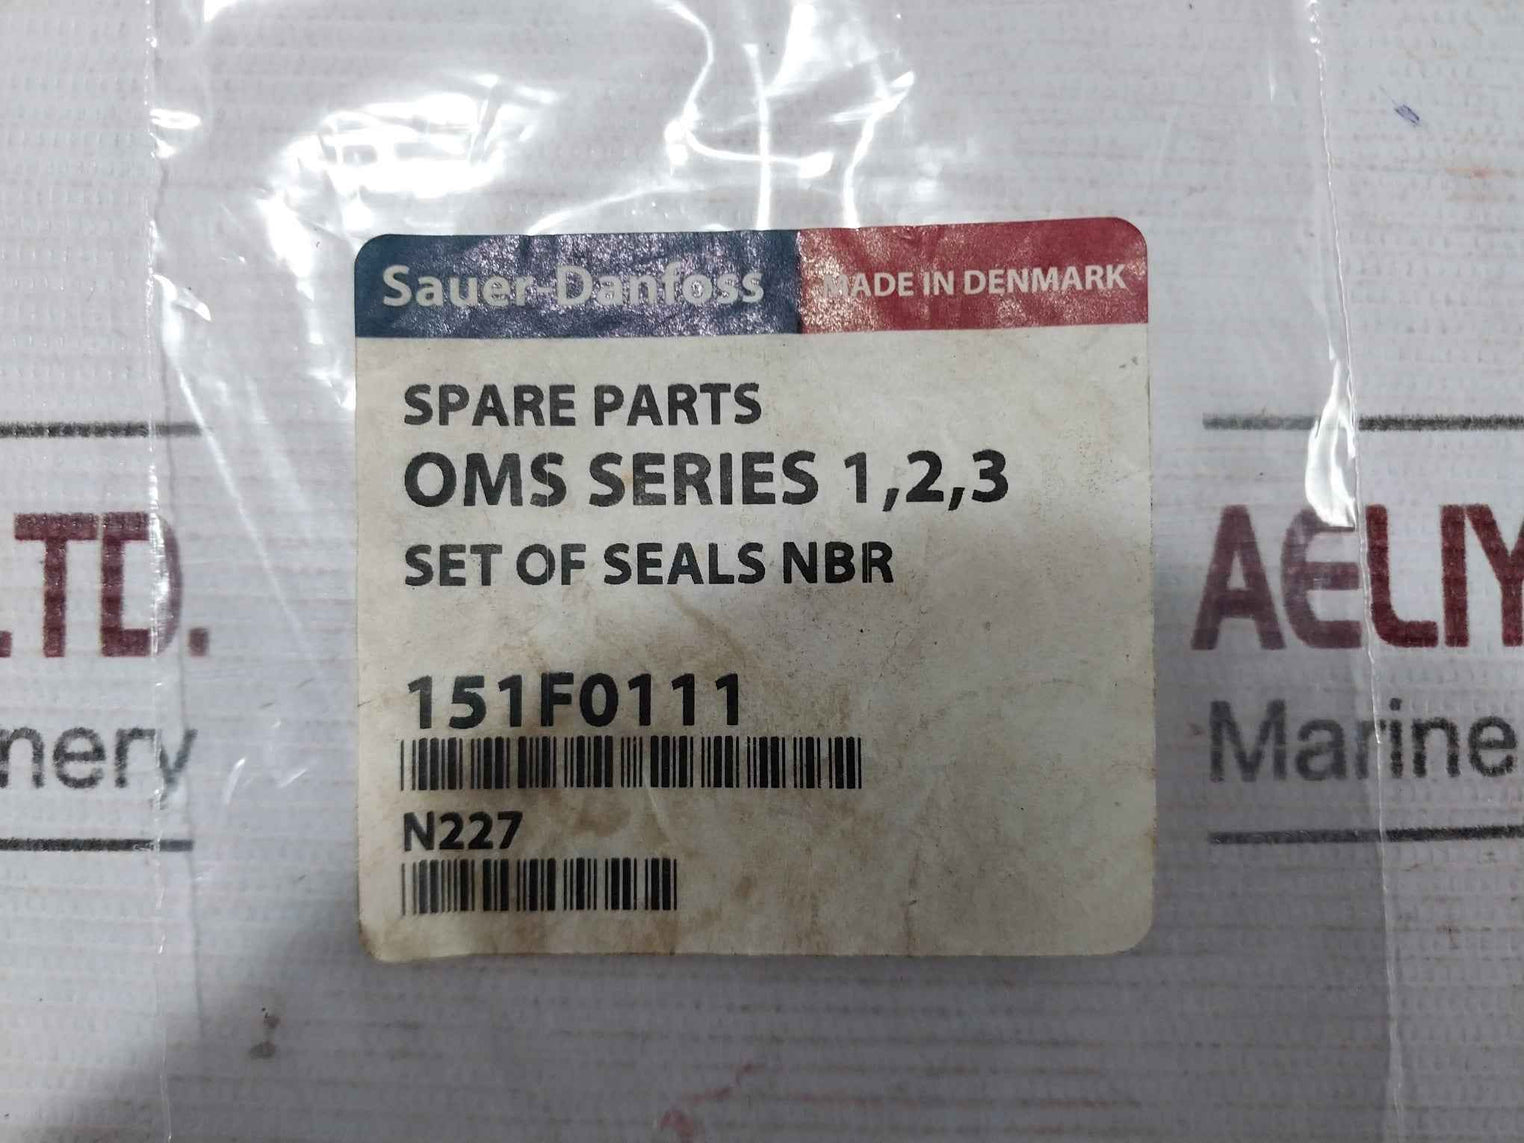 Sauer-Danfoss MADE IN DENMARK
SPARE PARTS
OMS SERIES 1,2,3
SET OF SEALS NBR
151F0111
N227
.TD.
nery
AELIY
Marine